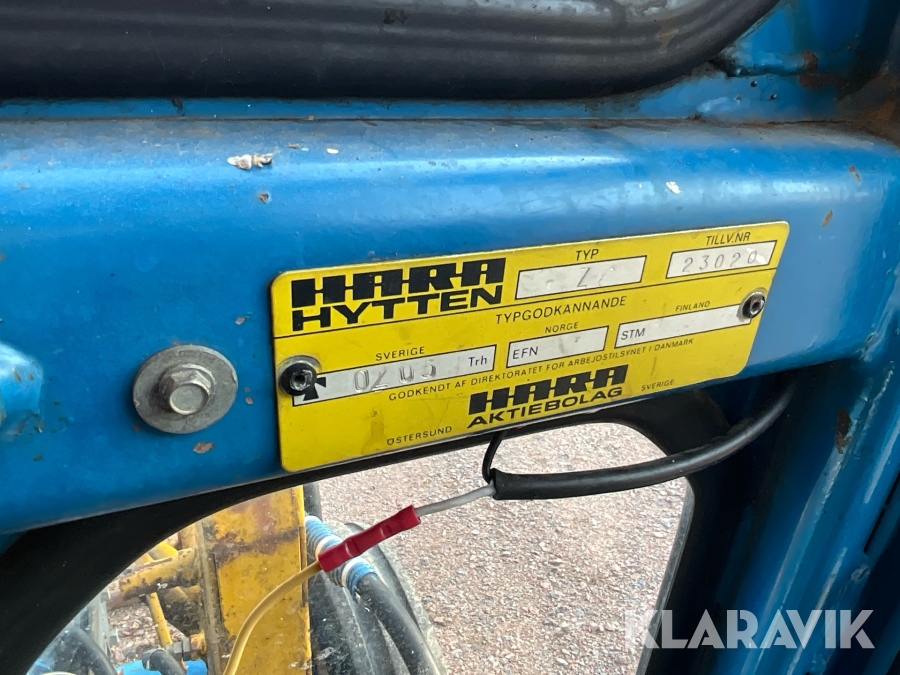 HARA
HYTTEN
TYP
Z
TILLV.NR
23020
TYPGODKANNANDE
SVERIGE
Trh
NORGE
EFN
FINLAND
STM
GODKENDT AF DIREKTORATET FOR ARBEJDSTILSYNET I DANMARK
HARA
AKTIEBOLAG
ÖSTERSUND
SVERIGE
KLARAVIK